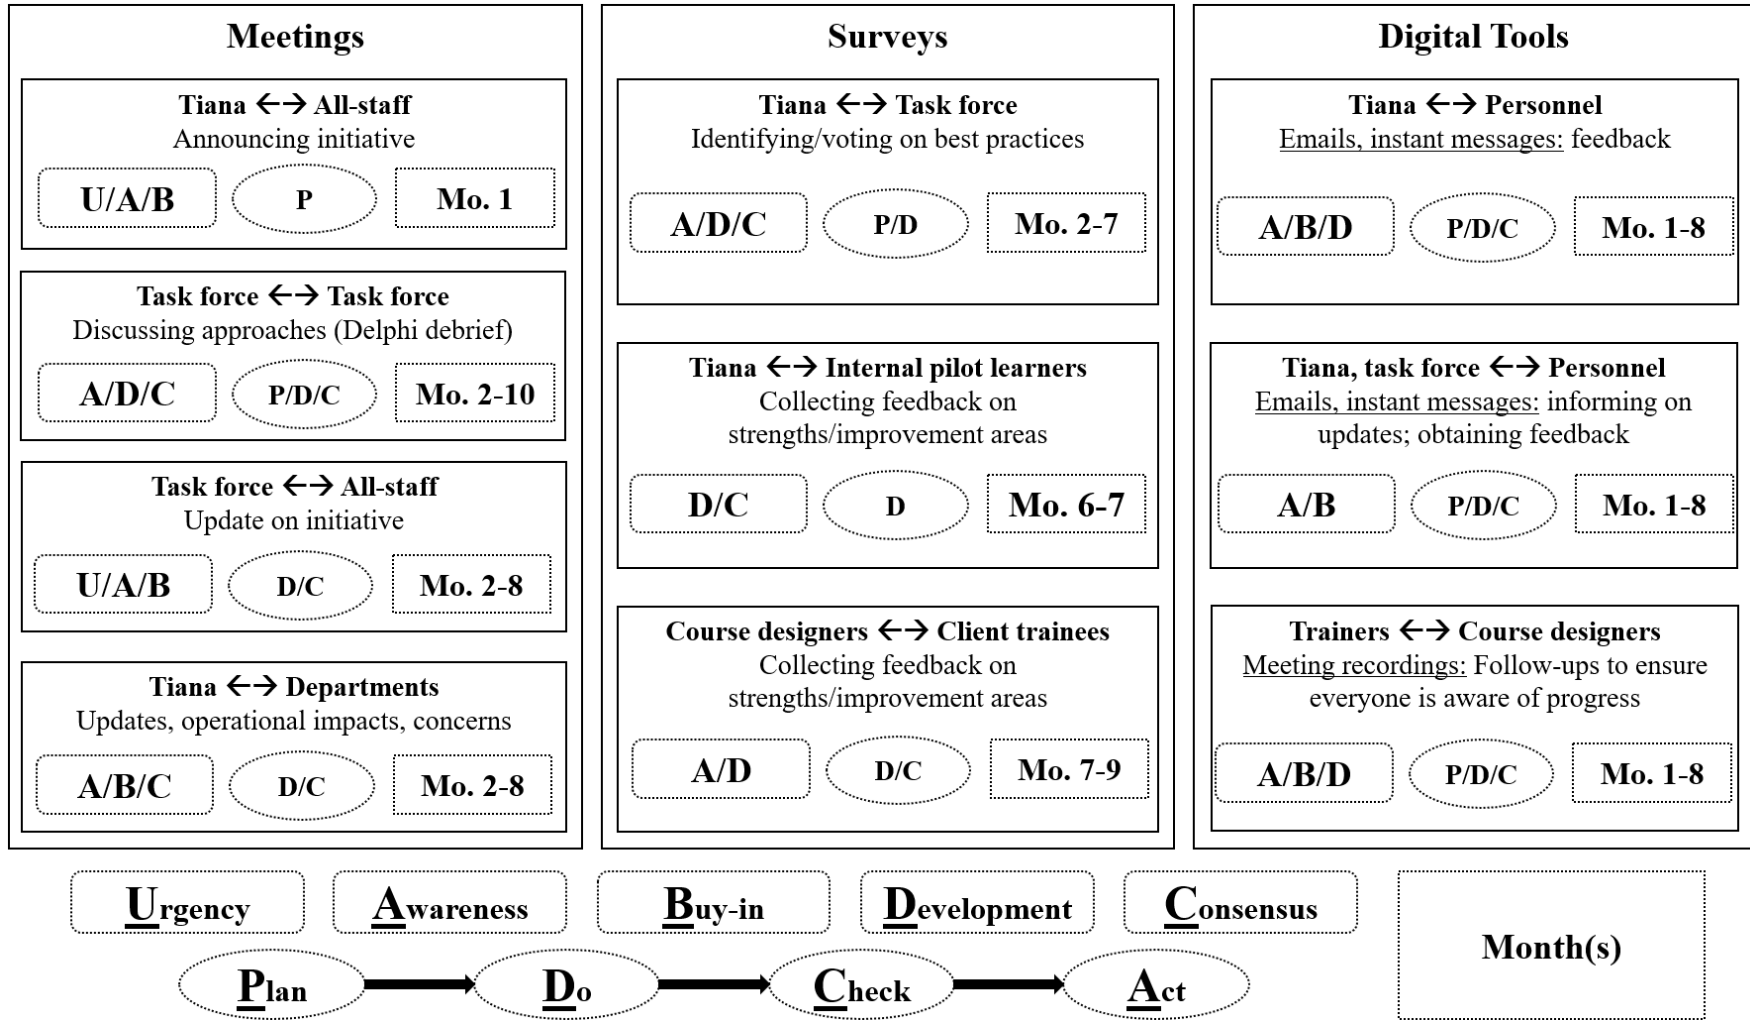 Meetings
Tiana ←→ All-staff
Announcing initiative
U/A/B
P
Mo. 1
Task force ←→ Task force
Discussing approaches (Delphi debrief)
A/D/C
P/D/C
Mo. 2-10
Task force ←→ All-staff
Update on initiative
U/A/B
D/C
Mo. 2-8
Tiana ←→ Departments
Updates, operational impacts, concerns
A/B/C
D/C
Mo. 2-8
Surveys
Tiana ←→ Task force
Identifying/voting on best practices
A/D/C
P/D
Mo. 2-7
Tiana ←→ Internal pilot learners
Collecting feedback on
strengths/improvement areas
D/C
D
Mo. 6-7
Course designers ←→ Client trainees
Collecting feedback on
strengths/improvement areas
A/D
D/C
Mo. 7-9
Digital Tools
Tiana ←→ Personnel
Emails, instant messages: feedback
A/B/D
P/D/C
Mo. 1-8
Tiana, task force ←→ Personnel
Emails, instant messages: informing on
updates; obtaining feedback
A/B
P/D/C
Mo. 1-8
Trainers ←→ Course designers
Meeting recordings: Follow-ups to ensure
everyone is aware of progress
A/B/D
P/D/C
Mo. 1-8
Urgency
Awareness
Buy-in
Development
Consensus
Plan
Do
Check
Act
Month(s)